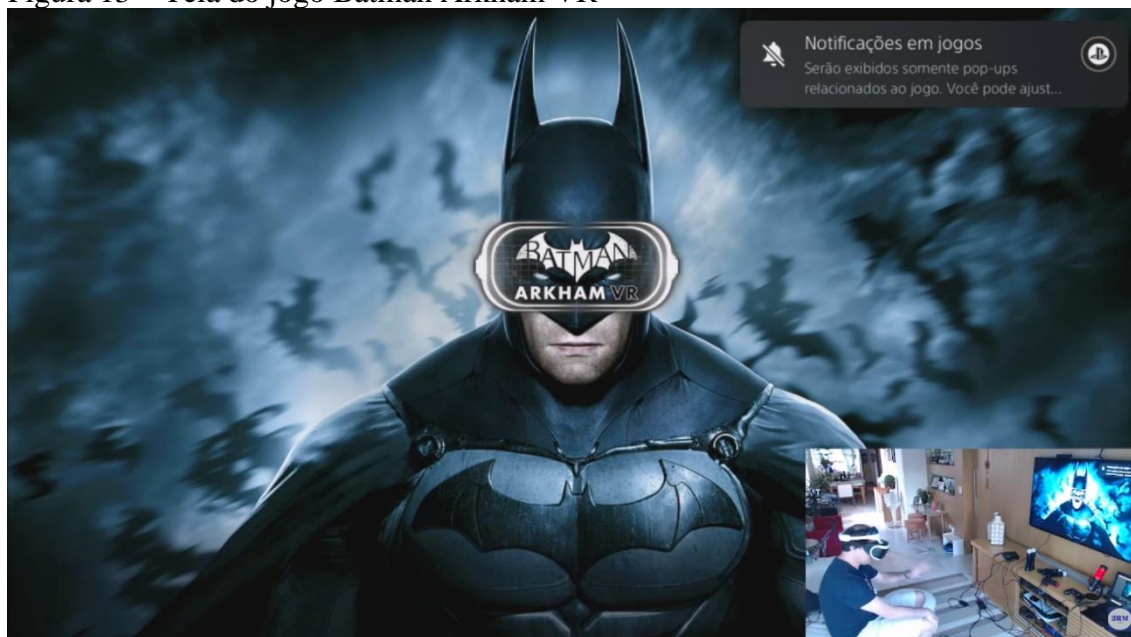 Figura 13 – Tela do jogo Batman Arkham VR
Notificações em jogos
Serão exibidos somente pop-ups
relacionados ao jogo. Você pode ajust...
BATMAN
ARKHAM VR
2RM